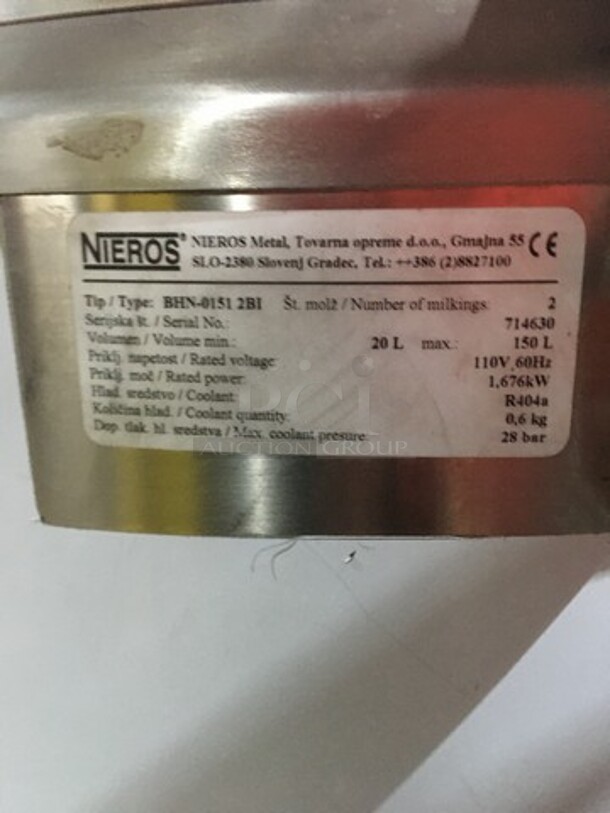 NIEROS® NIEROS Metal, Tovarna opreme d.o.o., Gmajna 55 CE
SLO-2380 Slovenj Gradec, Tel.: ++386 (2)8827100
Tip / Type: BHN-0151 2BI Št. molž / Number of milkings: 2
Serijska št. / Serial No.: 714630
Volumen / Volume min.: 20 L max.: 150 L
Priklj. napetost / Rated voltage: 110V, 60Hz
Priklj. moč / Rated power: 1,676kW
Hlad. sredstvo / Coolant: R404a
Količina hlad. / Coolant quantity: 0,6 kg
Dop. tlak. hl. sredstva / Max. coolant presure: 28 bar
PCI
AUCTION GROUP